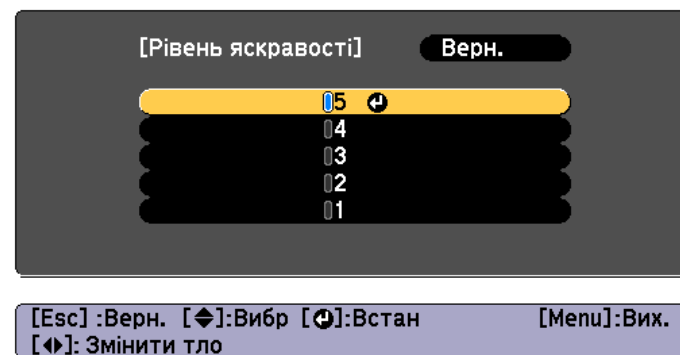 [Рівень яскравості] Верн.
5
4
3
2
1
[Esc] :Верн. [◆]:Вибр [↵]:Встан [Menu]:Вих.
[◆]: Змінити тло